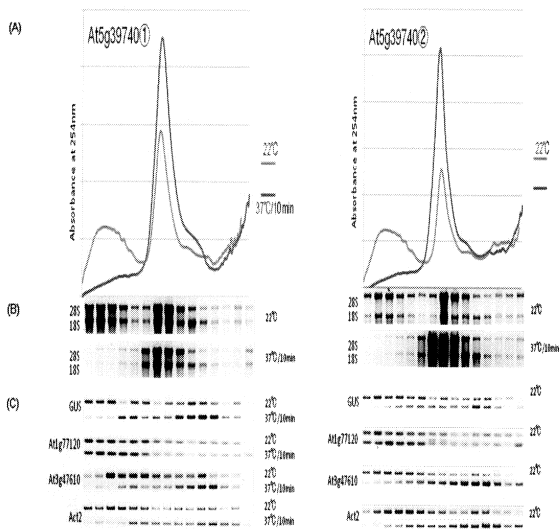 (A)
At5g39740①
Absorbance at 254nm
22℃
37℃/10min
At5g39740②
Absorbance at 254nm
22℃
37℃/10min
(B)
28S
18S
22℃
28S
18S
37℃/10min
28S
18S
22℃
28S
18S
37℃/10min
(C)
GUS
22℃
37℃/10min
At1g77120
22℃
37℃/10min
At3g47610
22℃
37℃/10min
Act2
22℃
37℃/10min
GUS
22℃
37℃/10min
At1g77120
22℃
37℃/10min
At3g47610
22℃
37℃/10min
Act2
22℃
37℃/10min